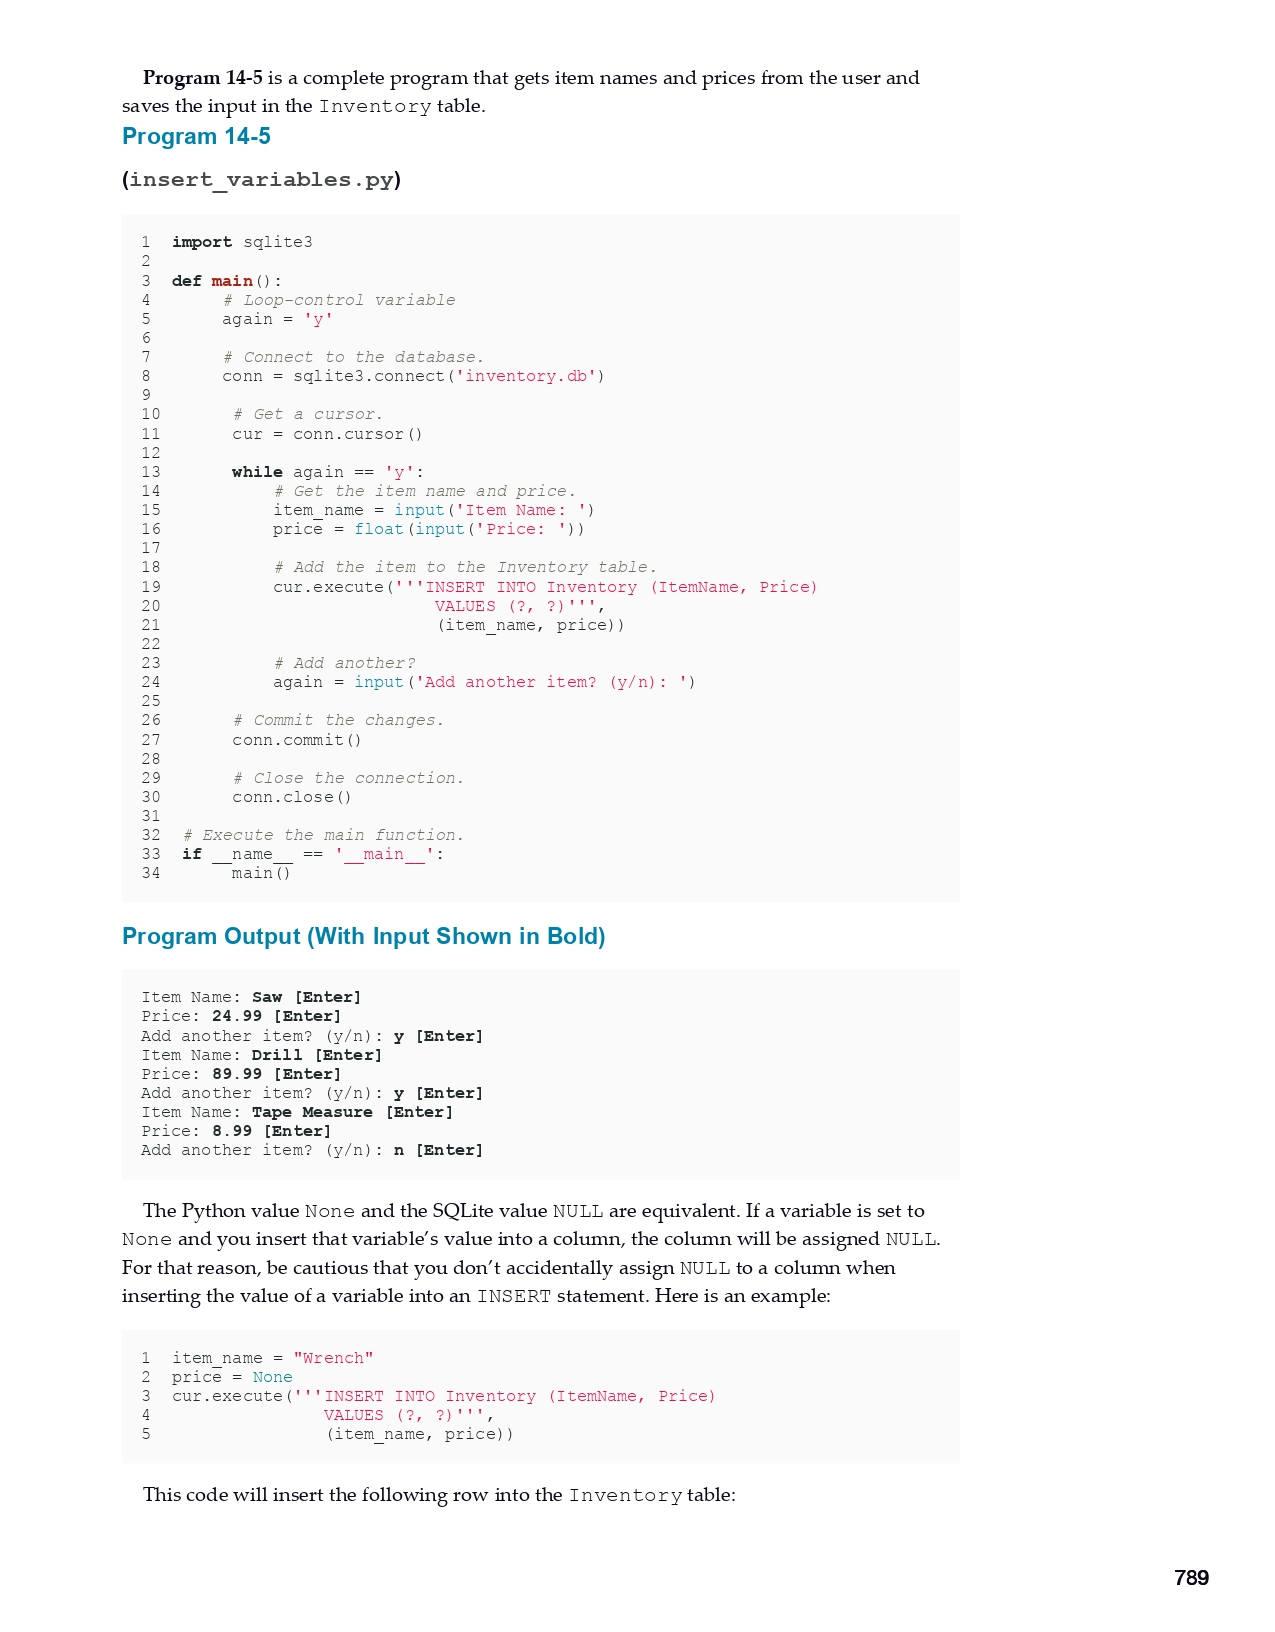 Program 14-5 is a complete program that gets item names and prices from the user and
saves the input in the Inventory table.
Program 14-5
(insert_variables.py)
1  import sqlite3
2
3  def main():
4       # Loop-control variable
5       again = 'y'
6
7       # Connect to the database.
8       conn = sqlite3.connect('inventory.db')
9
10       # Get a cursor.
11       cur = conn.cursor()
12
13       while again == 'y':
14           # Get the item name and price.
15           item_name = input('Item Name: ')
16           price = float(input('Price: '))
17
18           # Add the item to the Inventory table.
19           cur.execute('''INSERT INTO Inventory (ItemName, Price)
20                           VALUES (?, ?)''',
21                           (item_name, price))
22
23           # Add another?
24           again = input('Add another item? (y/n): ')
25
26       # Commit the changes.
27       conn.commit()
28
29       # Close the connection.
30       conn.close()
31
32  # Execute the main function.
33  if __name__ == '__main__':
34       main()
Program Output (With Input Shown in Bold)
Item Name: Saw [Enter]
Price: 24.99 [Enter]
Add another item? (y/n): y [Enter]
Item Name: Drill [Enter]
Price: 89.99 [Enter]
Add another item? (y/n): y [Enter]
Item Name: Tape Measure [Enter]
Price: 8.99 [Enter]
Add another item? (y/n): n [Enter]
The Python value None and the SQLite value NULL are equivalent. If a variable is set to
None and you insert that variable’s value into a column, the column will be assigned NULL.
For that reason, be cautious that you don’t accidentally assign NULL to a column when
inserting the value of a variable into an INSERT statement. Here is an example:
1  item_name = "Wrench"
2  price = None
3  cur.execute('''INSERT INTO Inventory (ItemName, Price)
4                 VALUES (?, ?)''',
5                 (item_name, price))
This code will insert the following row into the Inventory table:
789